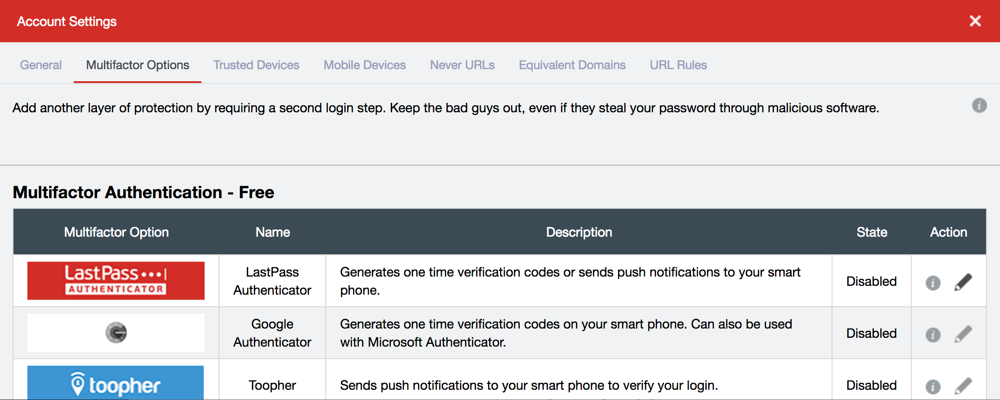 Account Settings
General Multifactor Options Trusted Devices Mobile Devices Never URLs Equivalent Domains URL Rules
Add another layer of protection by requiring a second login step. Keep the bad guys out, even if they steal your password through malicious software.
Multifactor Authentication - Free
Multifactor Option Name Description State Action
LastPass
AUTHENTICATOR
LastPass
Authenticator
Generates one time verification codes or sends push notifications to your smart
phone.
Disabled
Google
Authenticator
Generates one time verification codes on your smart phone. Can also be used
with Microsoft Authenticator.
Disabled
toopher
Toopher
Sends push notifications to your smart phone to verify your login.
Disabled